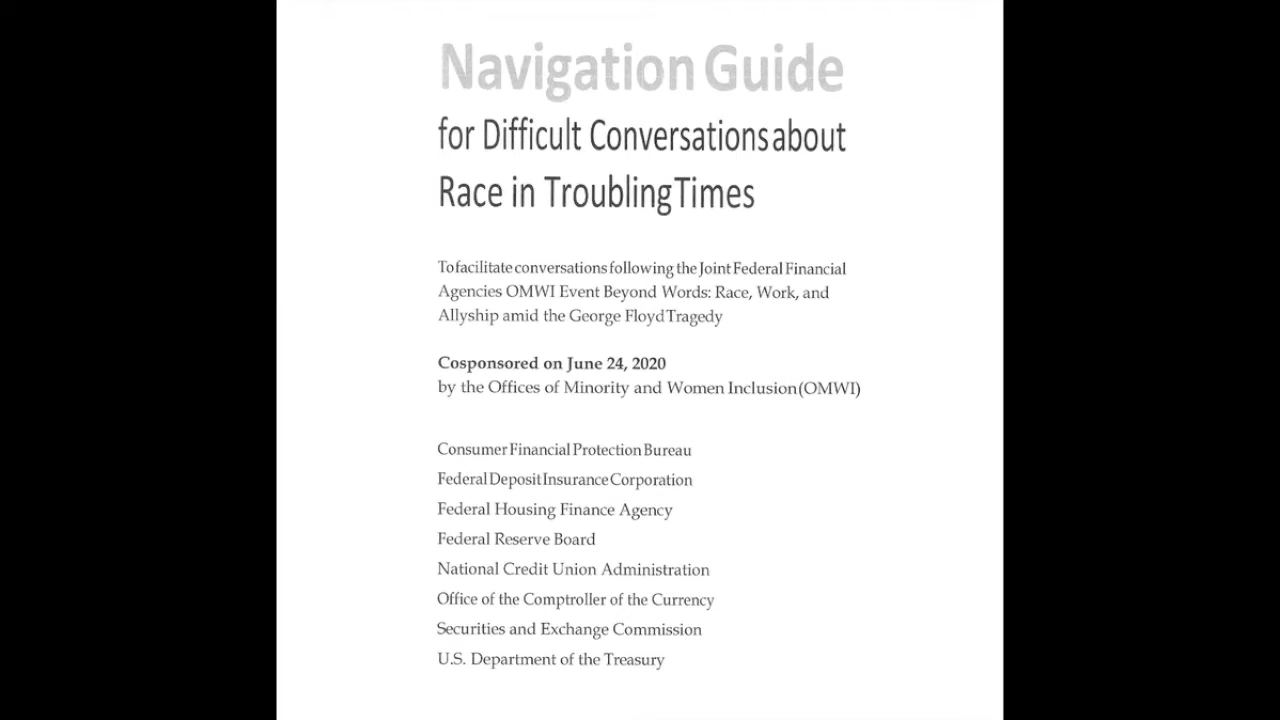 Navigation Guide
for Difficult Conversations about
Race in Troubling Times
To facilitate conversations following the Joint Federal Financial
Agencies OMWI Event Beyond Words: Race, Work, and
Allyship amid the George Floyd Tragedy
Cosponsored on June 24, 2020
by the Offices of Minority and Women Inclusion (OMWI)
Consumer Financial Protection Bureau
Federal Deposit Insurance Corporation
Federal Housing Finance Agency
Federal Reserve Board
National Credit Union Administration
Office of the Comptroller of the Currency
Securities and Exchange Commission
U.S. Department of the Treasury